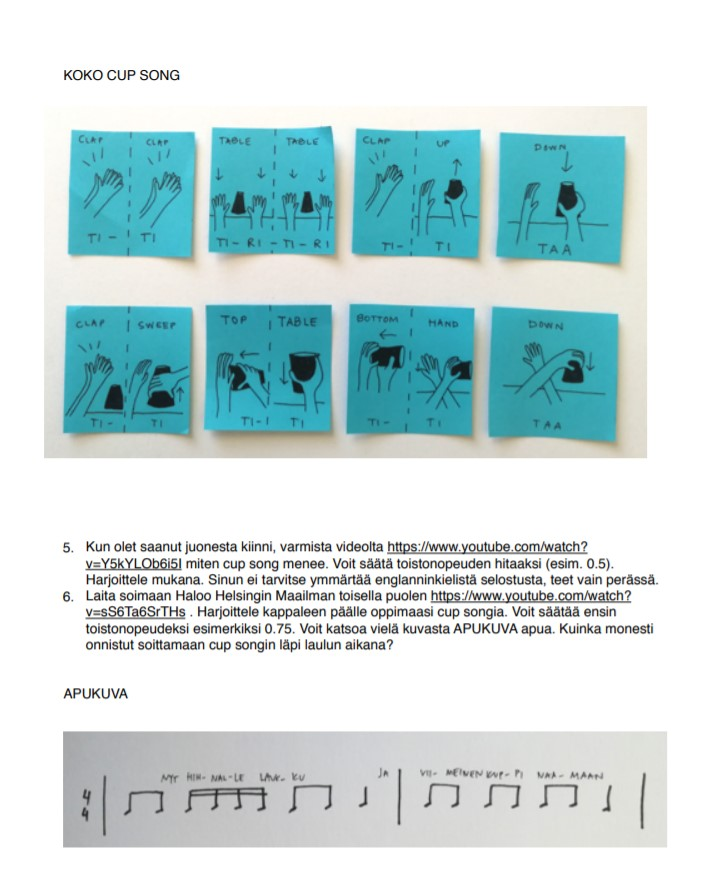 KOKO CUP SONG
CLAP CLAP
TI - TI
TABLE TABLE
TI - RI - TI - RI
CLAP UP
TI - TI
DOWN
TAA
CLAP SWEEP
TI - TI
TOP TABLE
TI - TI
BOTTOM HAND
TI - TI
DOWN
TAA
5. Kun olet saanut juonesta kiinni, varmista videolta https://www.youtube.com/watch?
v=Y5kYLOb6i5I miten cup song menee. Voit säätä toistonopeuden hitaaksi (esim. 0.5).
Harjoittele mukana. Sinun ei tarvitse ymmärtää englanninkielistä selostusta, teet vain perässä.
6. Laita soimaan Haloo Helsingin Maailman toisella puolen https://www.youtube.com/watch?
v=sS6Ta6SrTHs . Harjoittele kappaleen päälle oppimaasi cup songia. Voit säätää ensin
toistonopeudeksi esimerkiksi 0.75. Voit katsoa vielä kuvasta APUKUVA apua. Kuinka monesti
onnistut soittamaan cup songin läpi laulun aikana?
APUKUVA
NYT HIH- NAL-LE LAUK- KU JA VII- MEINEN KUP- PI NAA- MAAN
4
4